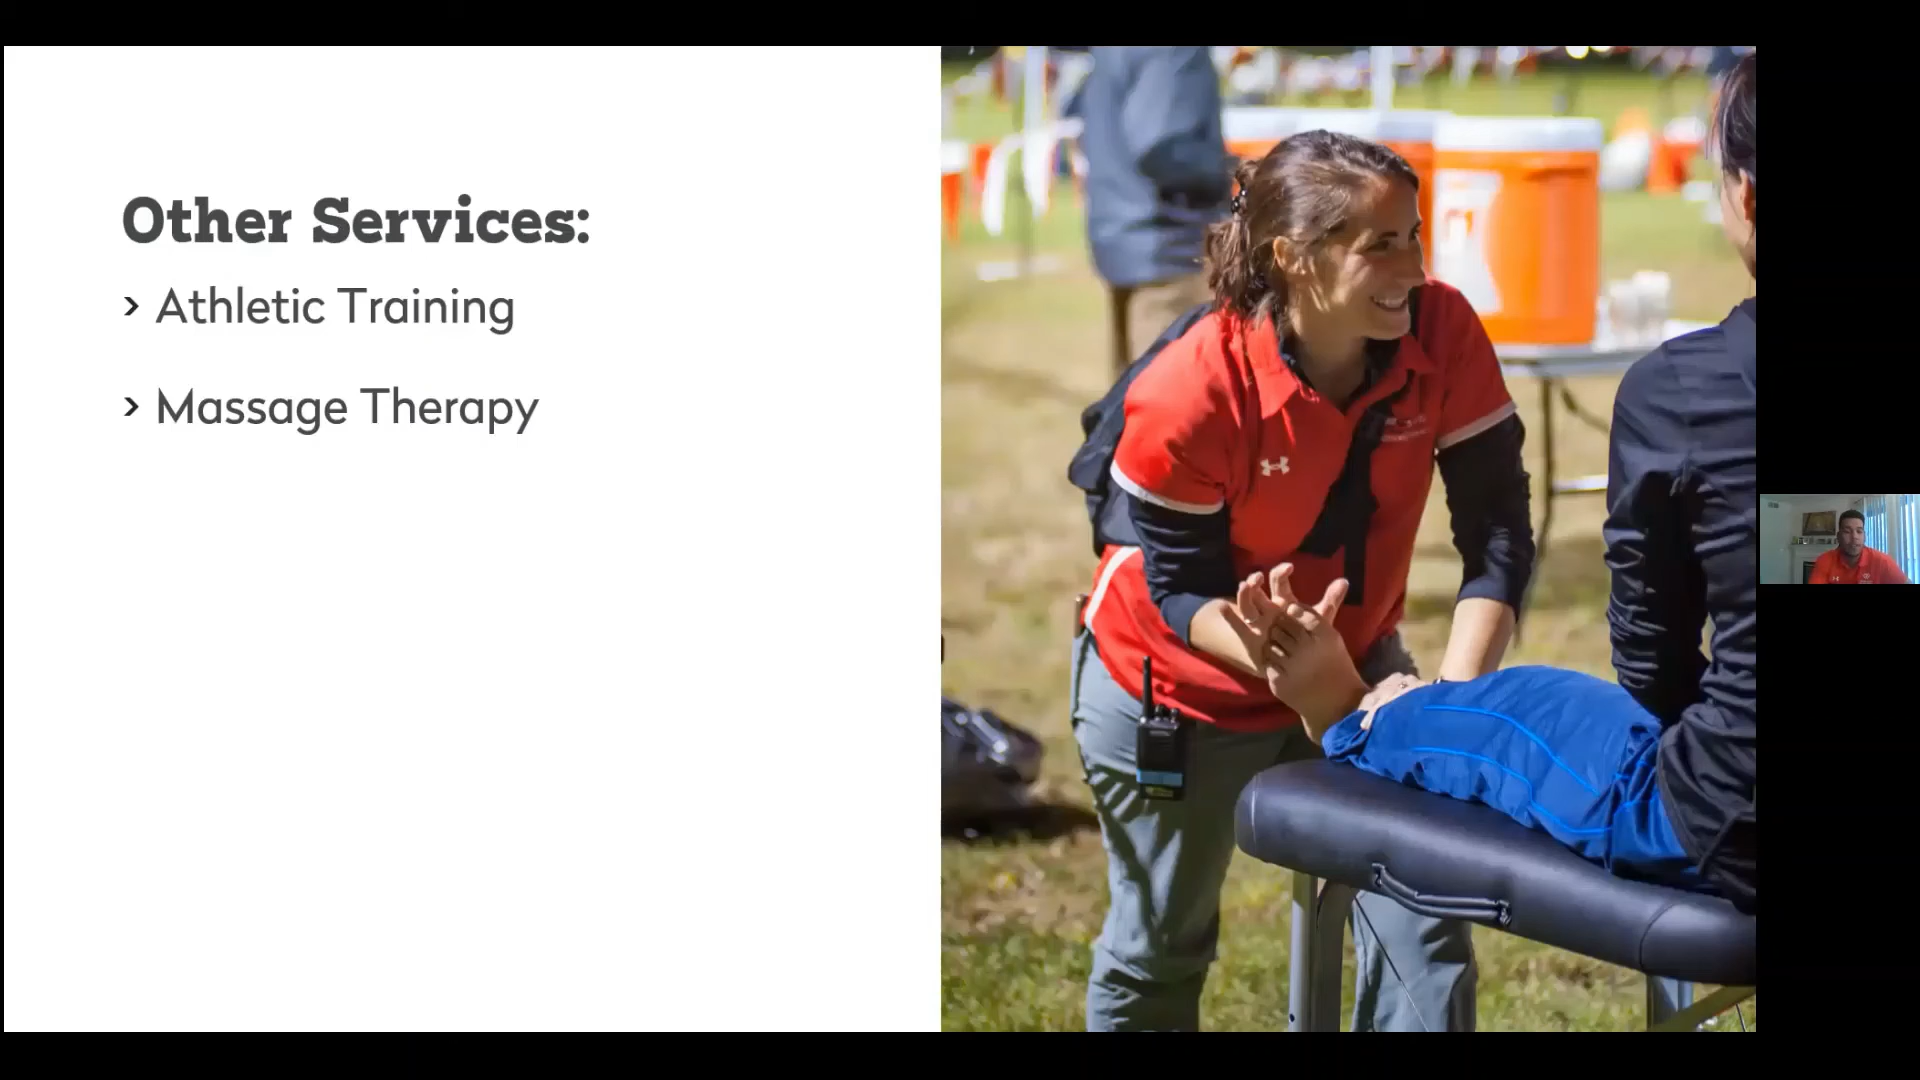 Other Services:
› Athletic Training
› Massage Therapy